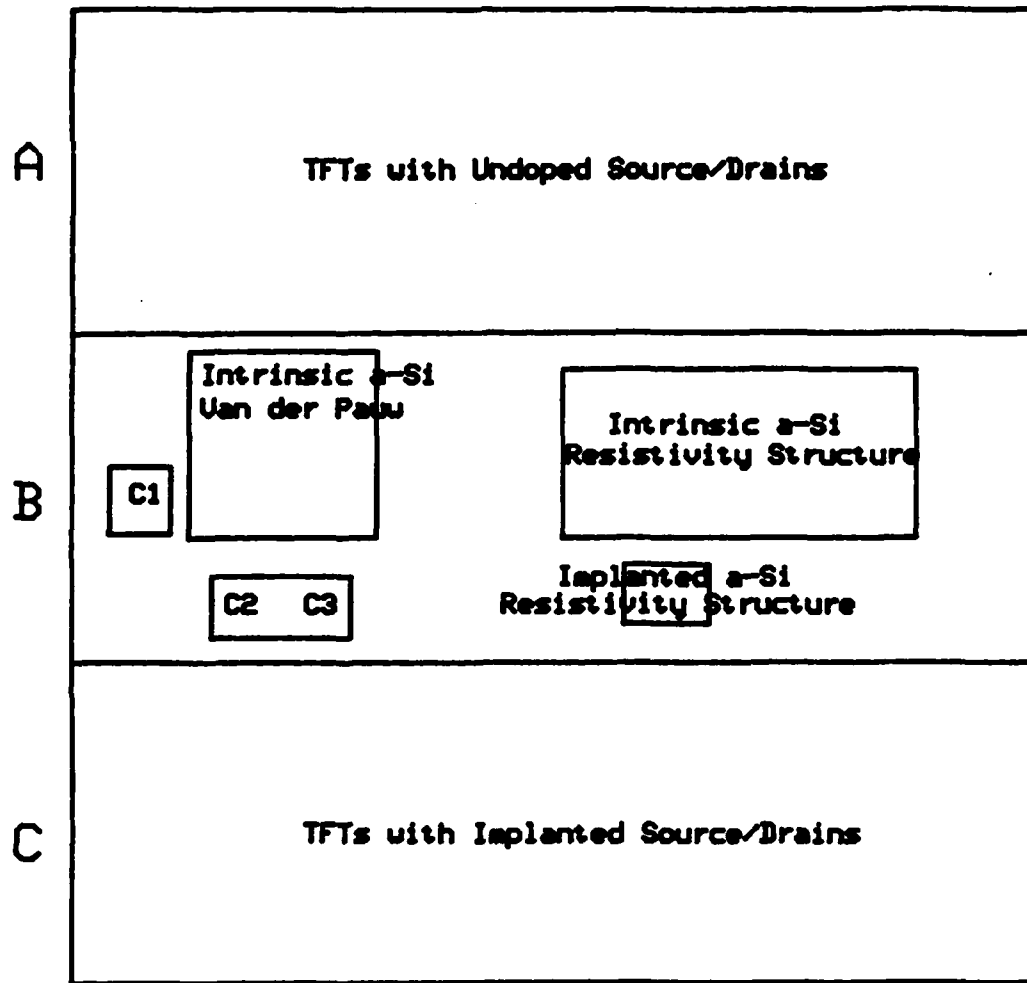 A
TFTs with Undoped Source/Drains
B
Intrinsic a-Si
Van der Pauw
Intrinsic a-Si
Resistivity Structure
C1
C2 C3
Implanted a-Si
Resistivity Structure
C
TFTs with Implanted Source/Drains